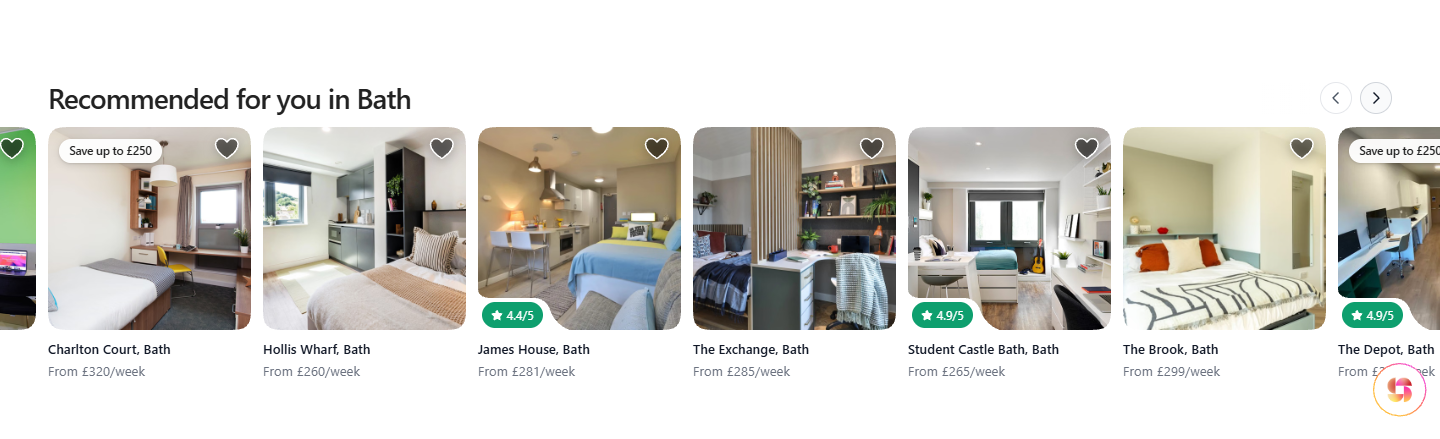 Recommended for you in Bath
Save up to £250
Charlton Court, Bath
From £320/week
Hollis Wharf, Bath
From £260/week
4.4/5
James House, Bath
From £281/week
The Exchange, Bath
From £285/week
4.9/5
Student Castle Bath, Bath
From £265/week
The Brook, Bath
From £299/week
Save up to £250
4.9/5
The Depot, Bath
From